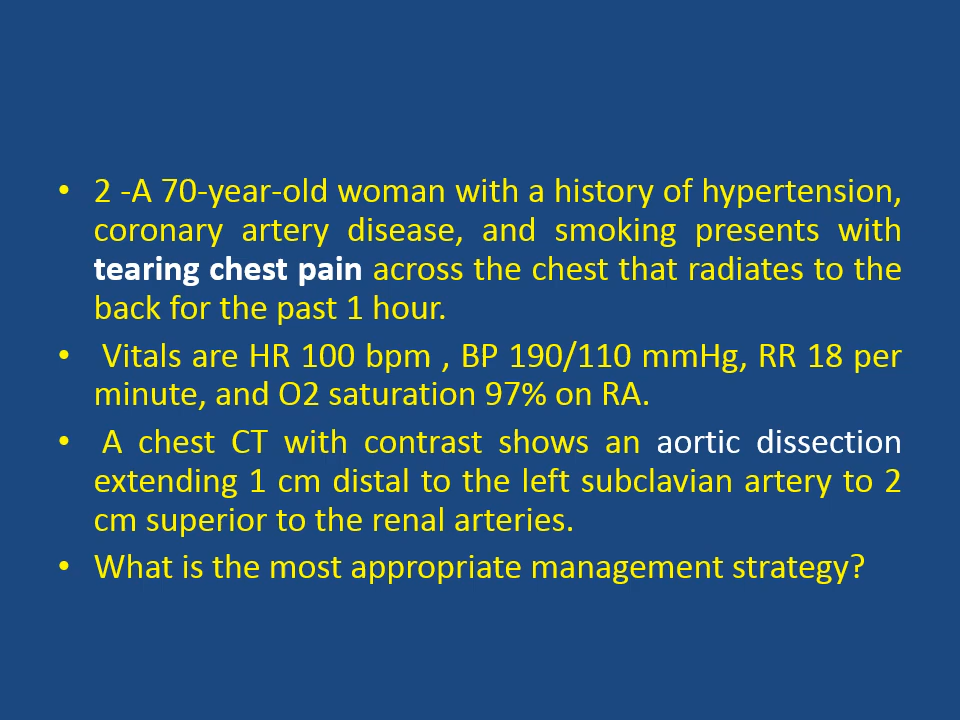 • 2 -A 70-year-old woman with a history of hypertension,
coronary artery disease, and smoking presents with
tearing chest pain across the chest that radiates to the
back for the past 1 hour.
• Vitals are HR 100 bpm , BP 190/110 mmHg, RR 18 per
minute, and O2 saturation 97% on RA.
• A chest CT with contrast shows an aortic dissection
extending 1 cm distal to the left subclavian artery to 2
cm superior to the renal arteries.
• What is the most appropriate management strategy?